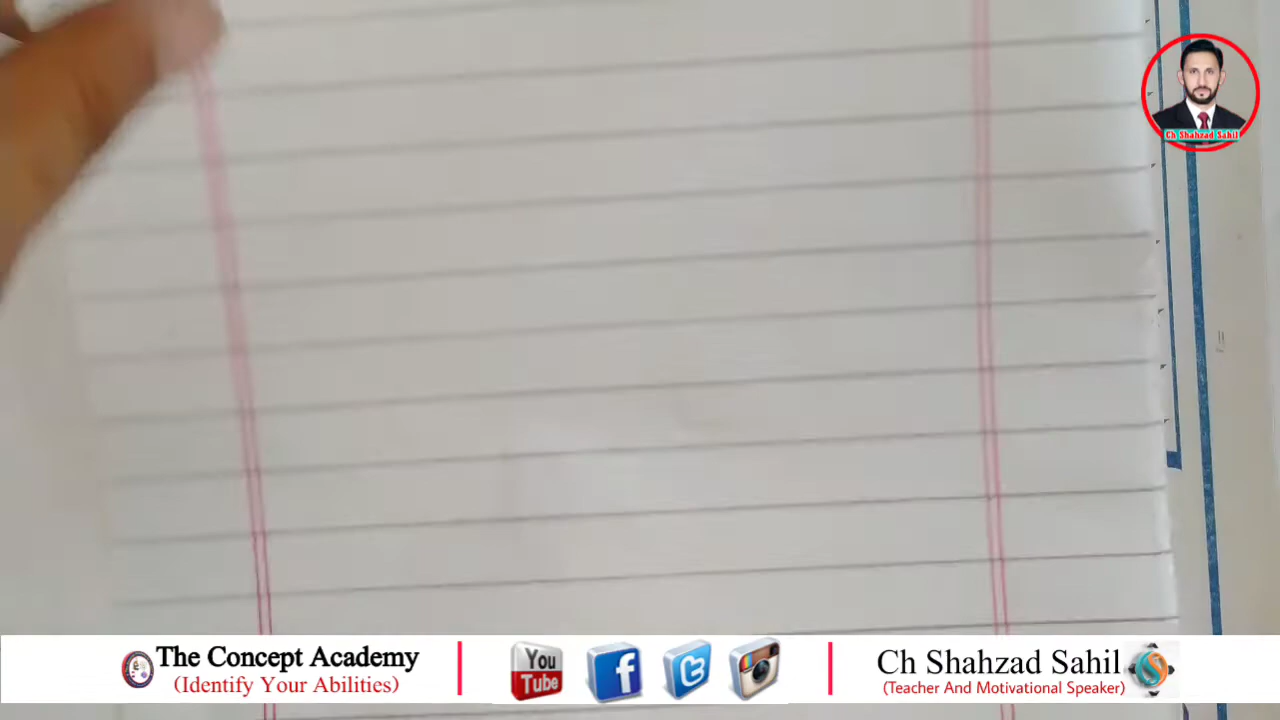 Ch Shahzad Sahil
The Concept Academy
(Identify Your Abilities)
You
Tube
Ch Shahzad Sahil
(Teacher And Motivational Speaker)